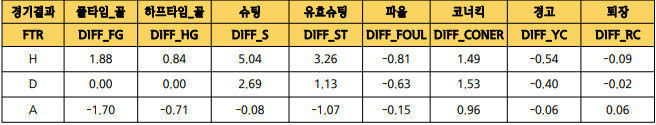 경기결과 풀타임_골 하프타임_골 슈팅 유효슈팅 파울 코너킥 경고 퇴장
FTR DIFF_FG DIFF_HG DIFF_S DIFF_ST DIFF_FOUL DIFF_CONER DIFF_YC DIFF_RC
H 1.88 0.84 5.04 3.26 -0.81 1.49 -0.54 -0.09
D 0.00 0.00 2.69 1.13 -0.63 1.53 -0.40 -0.02
A -1.70 -0.71 -0.08 -1.07 -0.15 0.96 -0.06 0.06